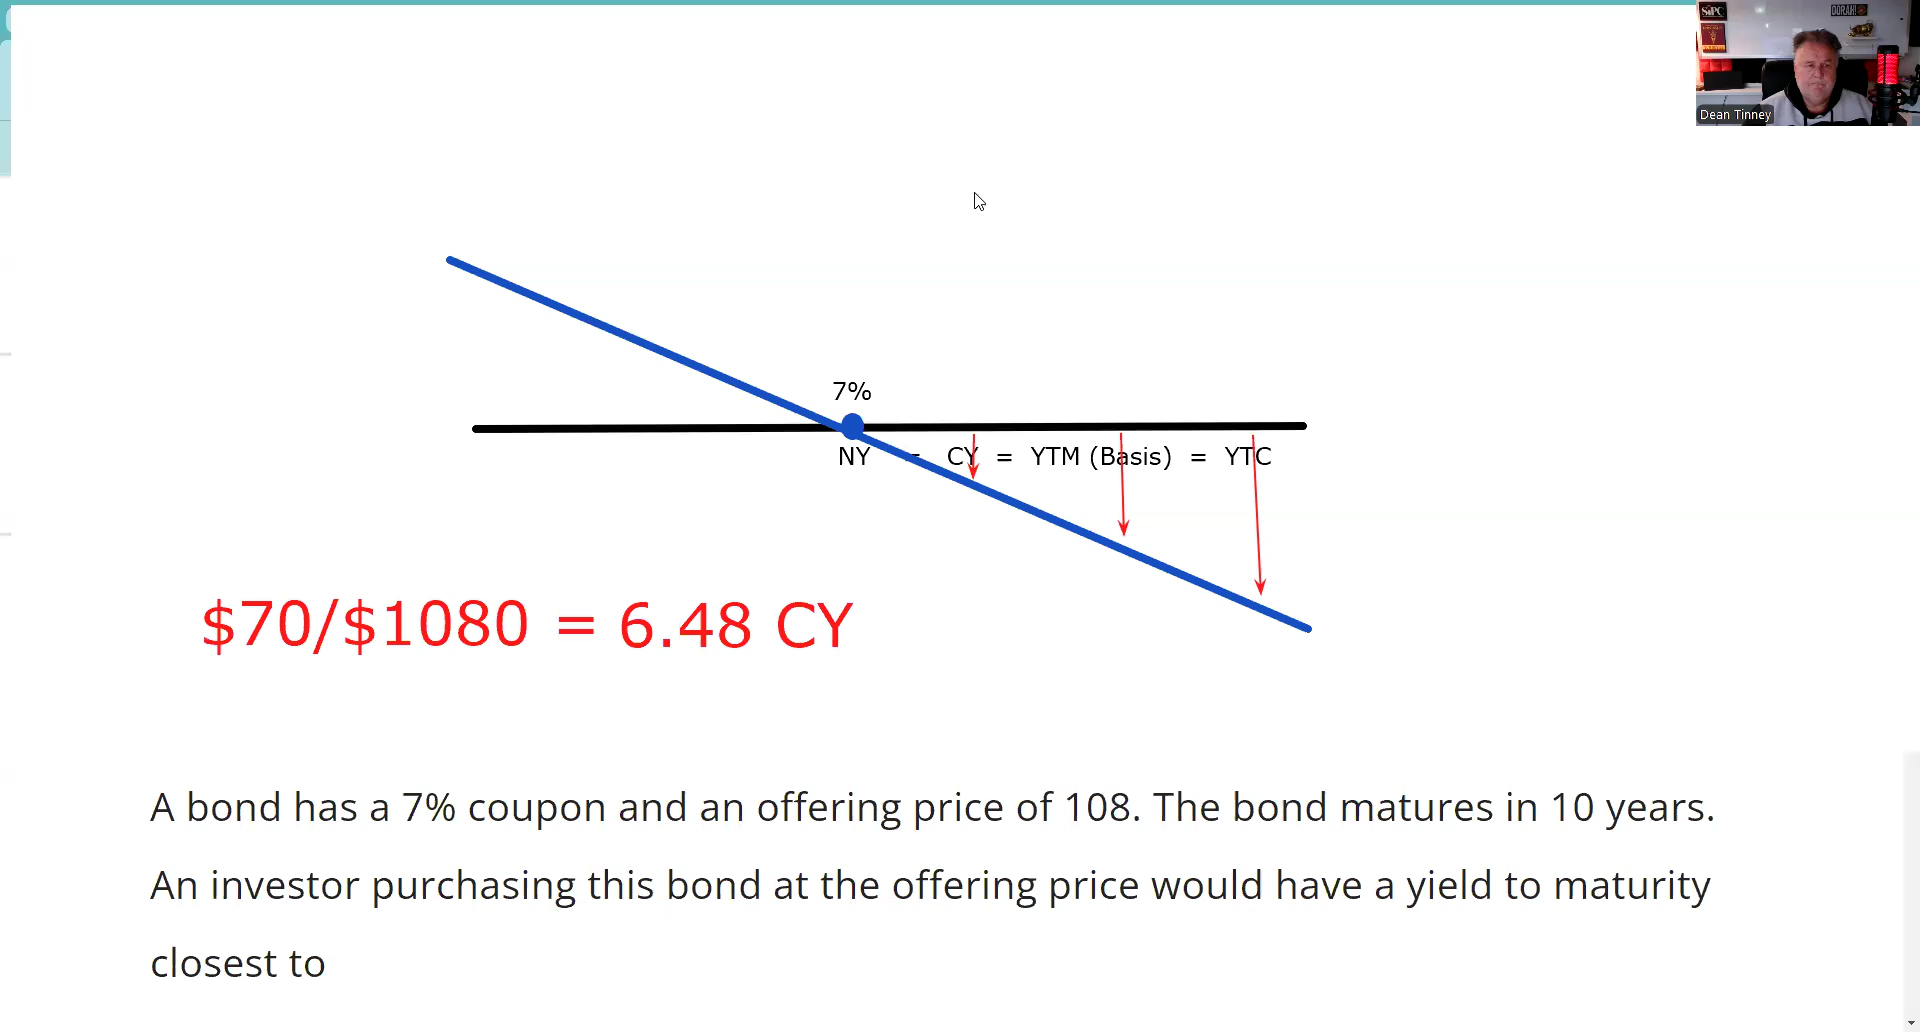 SiPC
OORAH!
Dean Tinney
7%
NY = CY = YTM (Basis) = YTC
$70/$1080 = 6.48 CY
A bond has a 7% coupon and an offering price of 108. The bond matures in 10 years.
An investor purchasing this bond at the offering price would have a yield to maturity
closest to